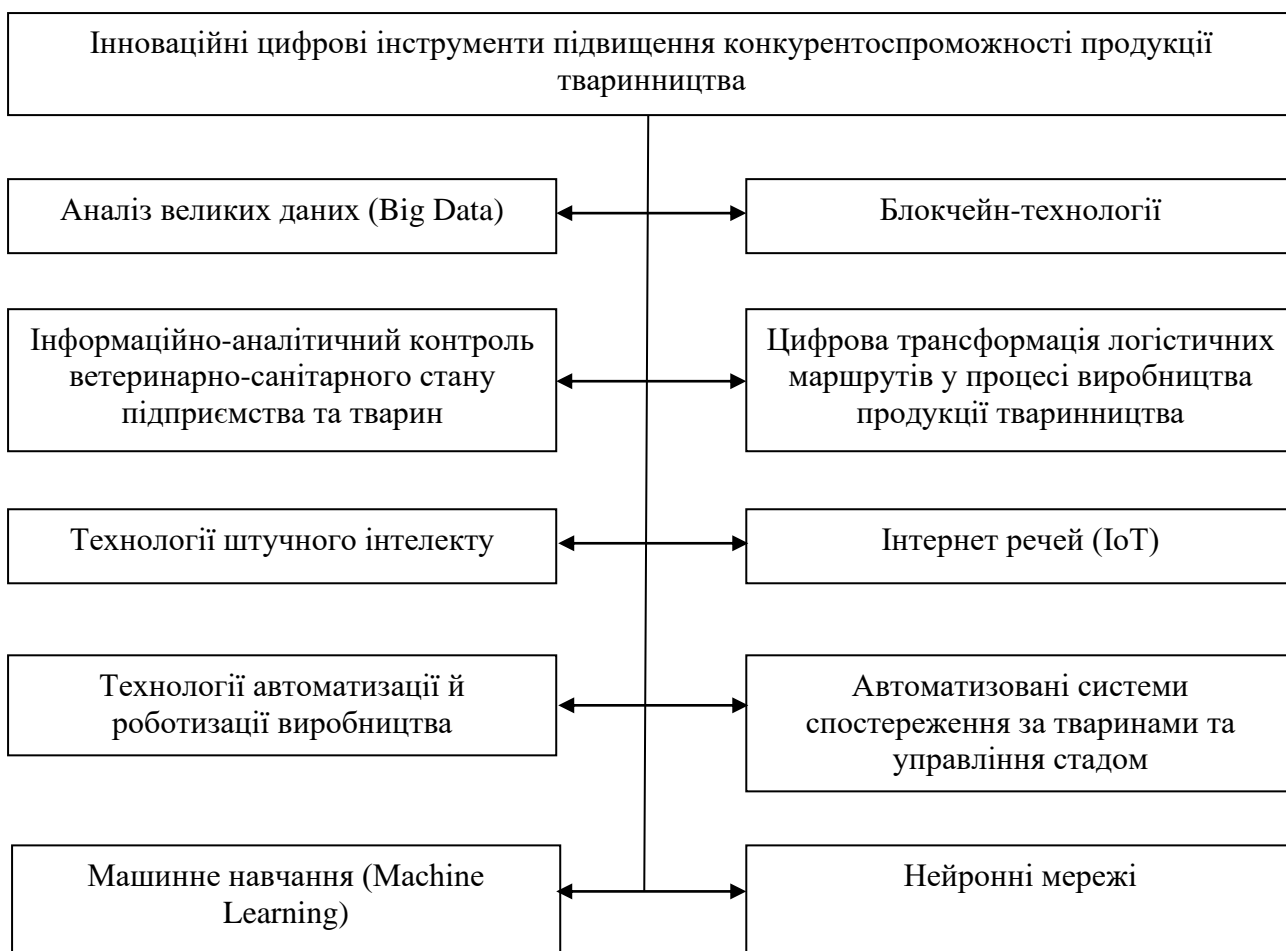 Інноваційні цифрові інструменти підвищення конкурентоспроможності продукції
тваринництва
Аналіз великих даних (Big Data)
Блокчейн-технології
Інформаційно-аналітичний контроль
ветеринарно-санітарного стану
підприємства та тварин
Цифрова трансформація логістичних
маршрутів у процесі виробництва
продукції тваринництва
Технології штучного інтелекту
Інтернет речей (IoT)
Технології автоматизації й
роботизації виробництва
Автоматизовані системи
спостереження за тваринами та
управління стадом
Машинне навчання (Machine
Learning)
Нейронні мережі